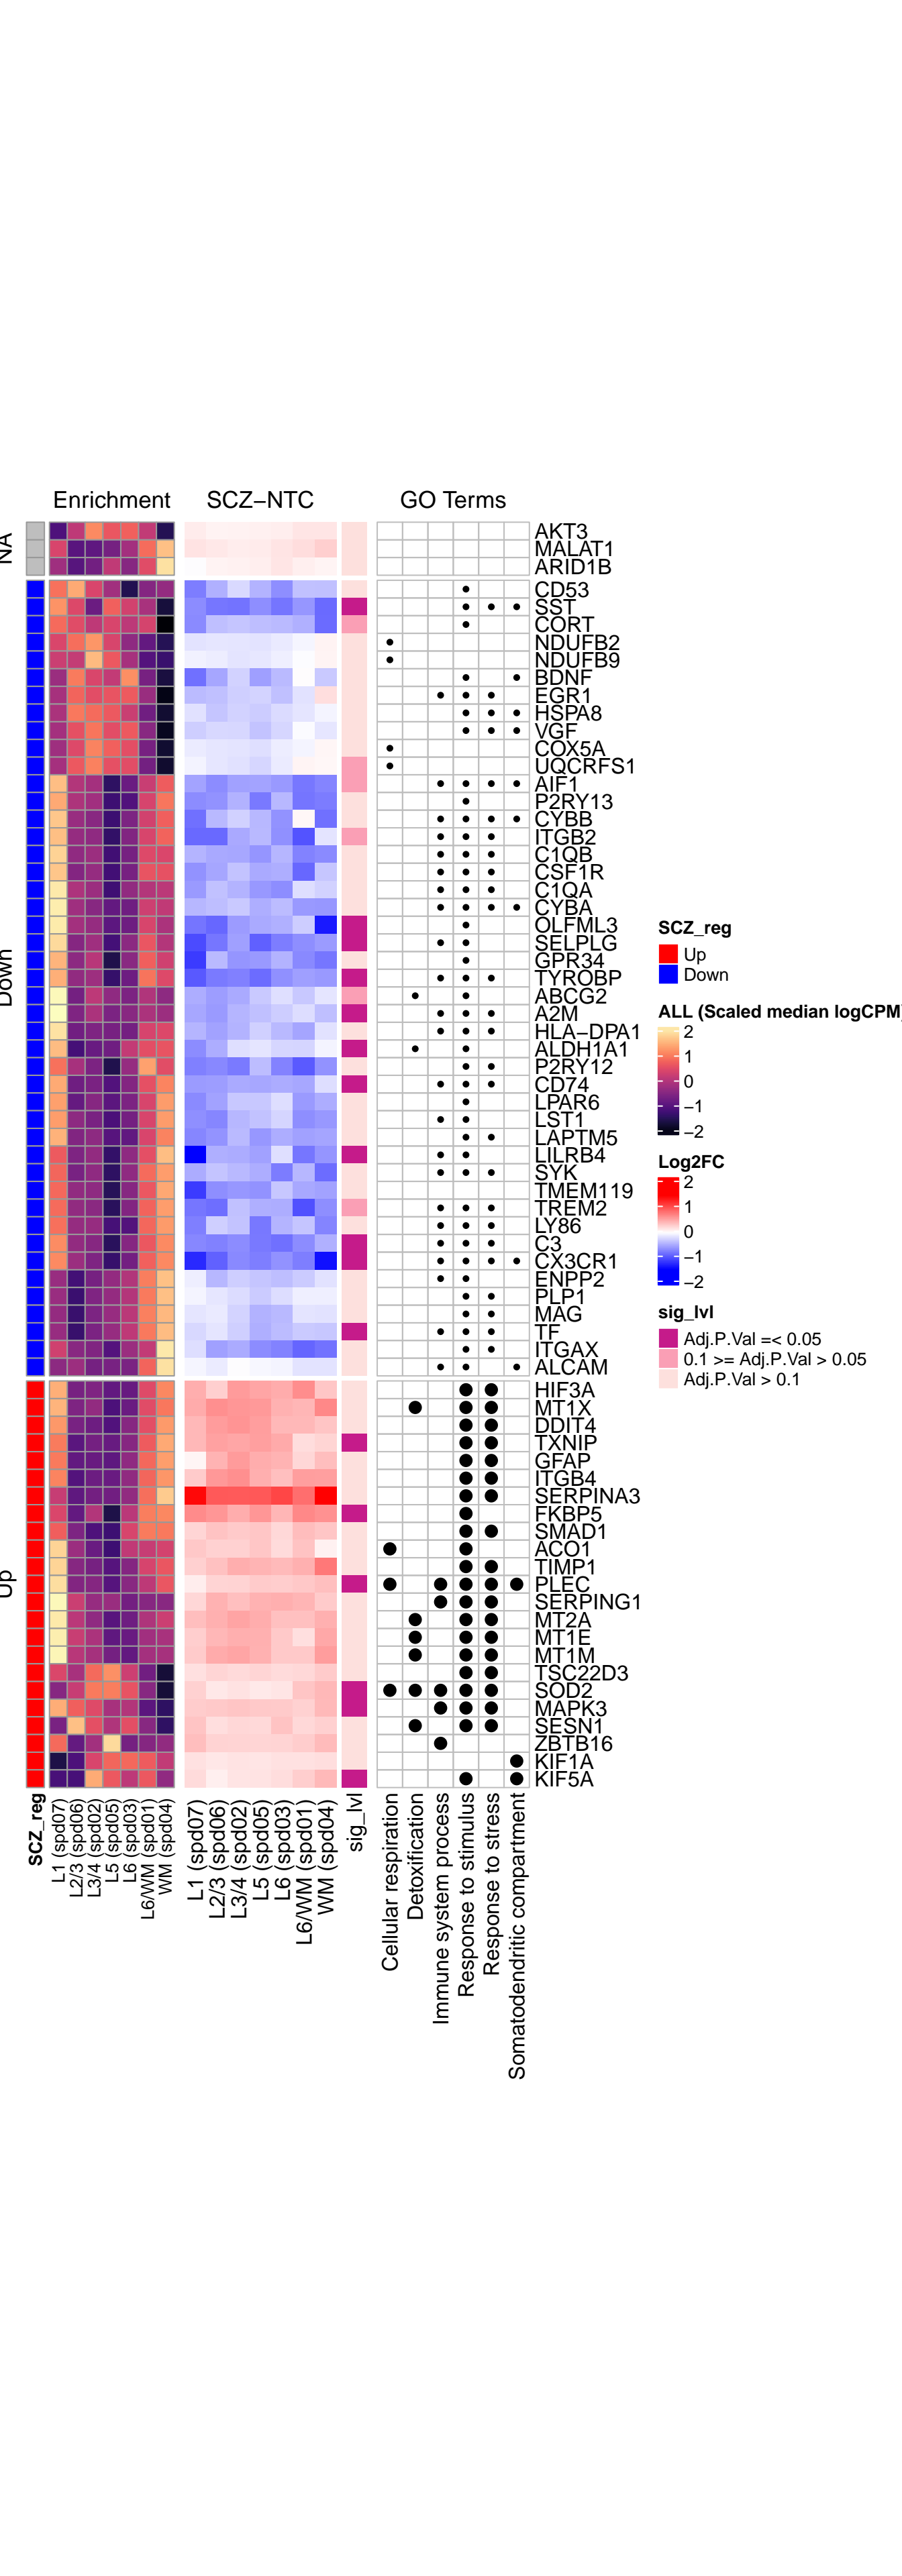 Enrichment
SCZ−NTC
GO Terms
NA
AKT3
MALAT1
ARID1B
Down
CD53
SST
CORT
NDUFB2
NDUFB9
BDNF
EGR1
HSPA8
VGF
COX5A
UQCRFS1
AIF1
P2RY13
CYBB
ITGB2
C1QB
CSF1R
C1QA
CYBA
OLFML3
SELPLG
GPR34
TYROBP
ABCG2
A2M
HLA−DPA1
ALDH1A1
P2RY12
CD74
LPAR6
LST1
LAPTM5
LILRB4
SYK
TMEM119
TREM2
LY86
C3
CX3CR1
ENPP2
PLP1
MAG
TF
ITGAX
ALCAM
Up
HIF3A
MT1X
DDIT4
TXNIP
GFAP
ITGB4
SERPINA3
FKBP5
SMAD1
ACO1
TIMP1
PLEC
SERPING1
MT2A
MT1E
MT1M
TSC22D3
SOD2
MAPK3
SESN1
ZBTB16
KIF1A
KIF5A
SCZ_reg
L1 (spd07)
L2/3 (spd06)
L3/4 (spd02)
L5 (spd05)
L6 (spd03)
L6/WM (spd01)
WM (spd04)
L1 (spd07)
L2/3 (spd06)
L3/4 (spd02)
L5 (spd05)
L6 (spd03)
L6/WM (spd01)
WM (spd04)
sig_lvl
Cellular respiration
Detoxification
Immune system process
Response to stimulus
Response to stress
Somatodendritic compartment
SCZ_reg
Up
Down
ALL (Scaled median logCPM)
2
1
0
−1
−2
Log2FC
2
1
0
−1
−2
sig_lvl
Adj.P.Val =< 0.05
0.1 >= Adj.P.Val > 0.05
Adj.P.Val > 0.1